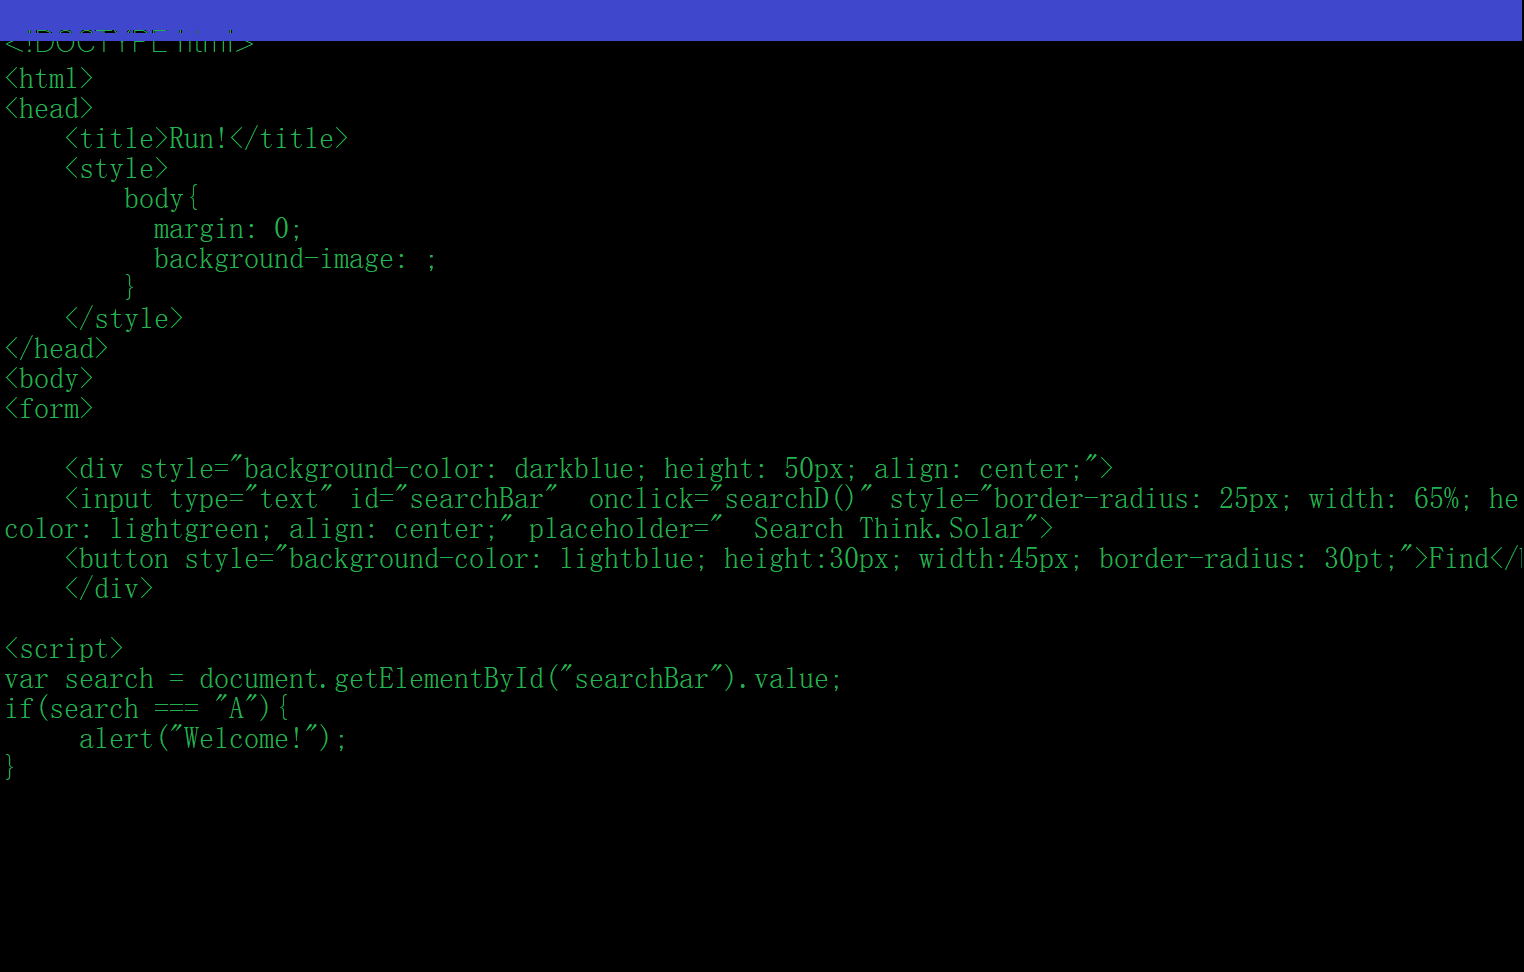 <!DOCTYPE html>
<html>
<head>
    <title>Run!</title>
    <style>
        body{
          margin: 0;
          background-image: ;
        }
    </style>
</head>
<body>
<form>

    <div style="background-color: darkblue; height: 50px; align: center;">
    <input type="text" id="searchBar"  onclick="searchD()" style="border-radius: 25px; width: 65%; he
color: lightgreen; align: center;" placeholder="  Search Think.Solar">
    <button style="background-color: lightblue; height:30px; width:45px; border-radius: 30pt;">Find</
    </div>

<script>
var search = document.getElementById("searchBar").value;
if(search === "A"){
     alert("Welcome!");
}